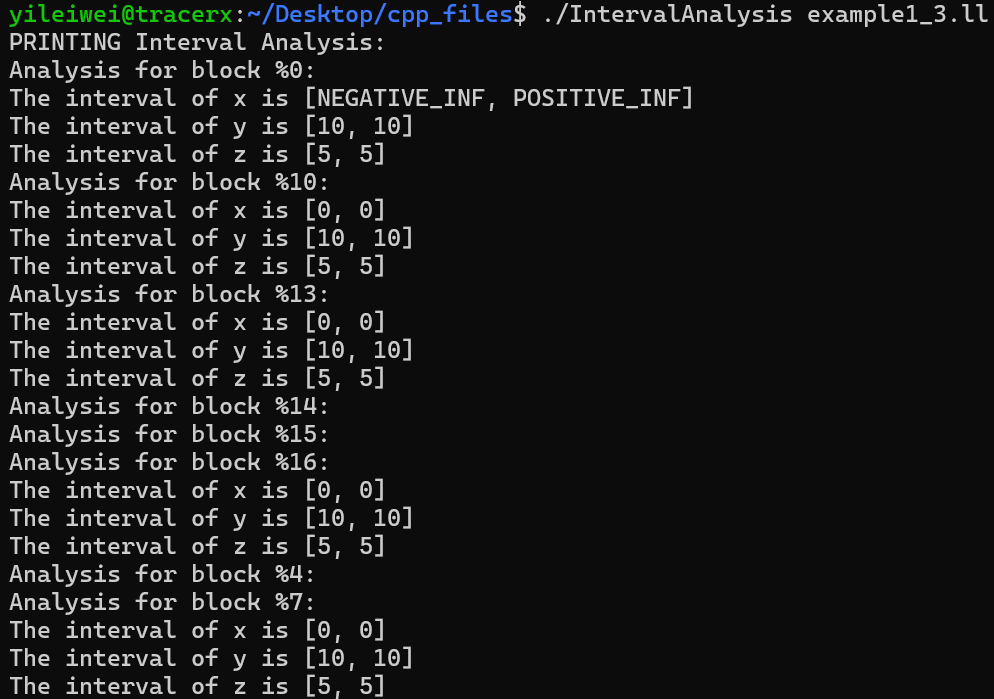 yileiwei@tracerx:~/Desktop/cpp_files$ ./IntervalAnalysis example1_3.ll
PRINTING Interval Analysis:
Analysis for block %0:
The interval of x is [NEGATIVE_INF, POSITIVE_INF]
The interval of y is [10, 10]
The interval of z is [5, 5]
Analysis for block %10:
The interval of x is [0, 0]
The interval of y is [10, 10]
The interval of z is [5, 5]
Analysis for block %13:
The interval of x is [0, 0]
The interval of y is [10, 10]
The interval of z is [5, 5]
Analysis for block %14:
Analysis for block %15:
Analysis for block %16:
The interval of x is [0, 0]
The interval of y is [10, 10]
The interval of z is [5, 5]
Analysis for block %4:
Analysis for block %7:
The interval of x is [0, 0]
The interval of y is [10, 10]
The interval of z is [5, 5]